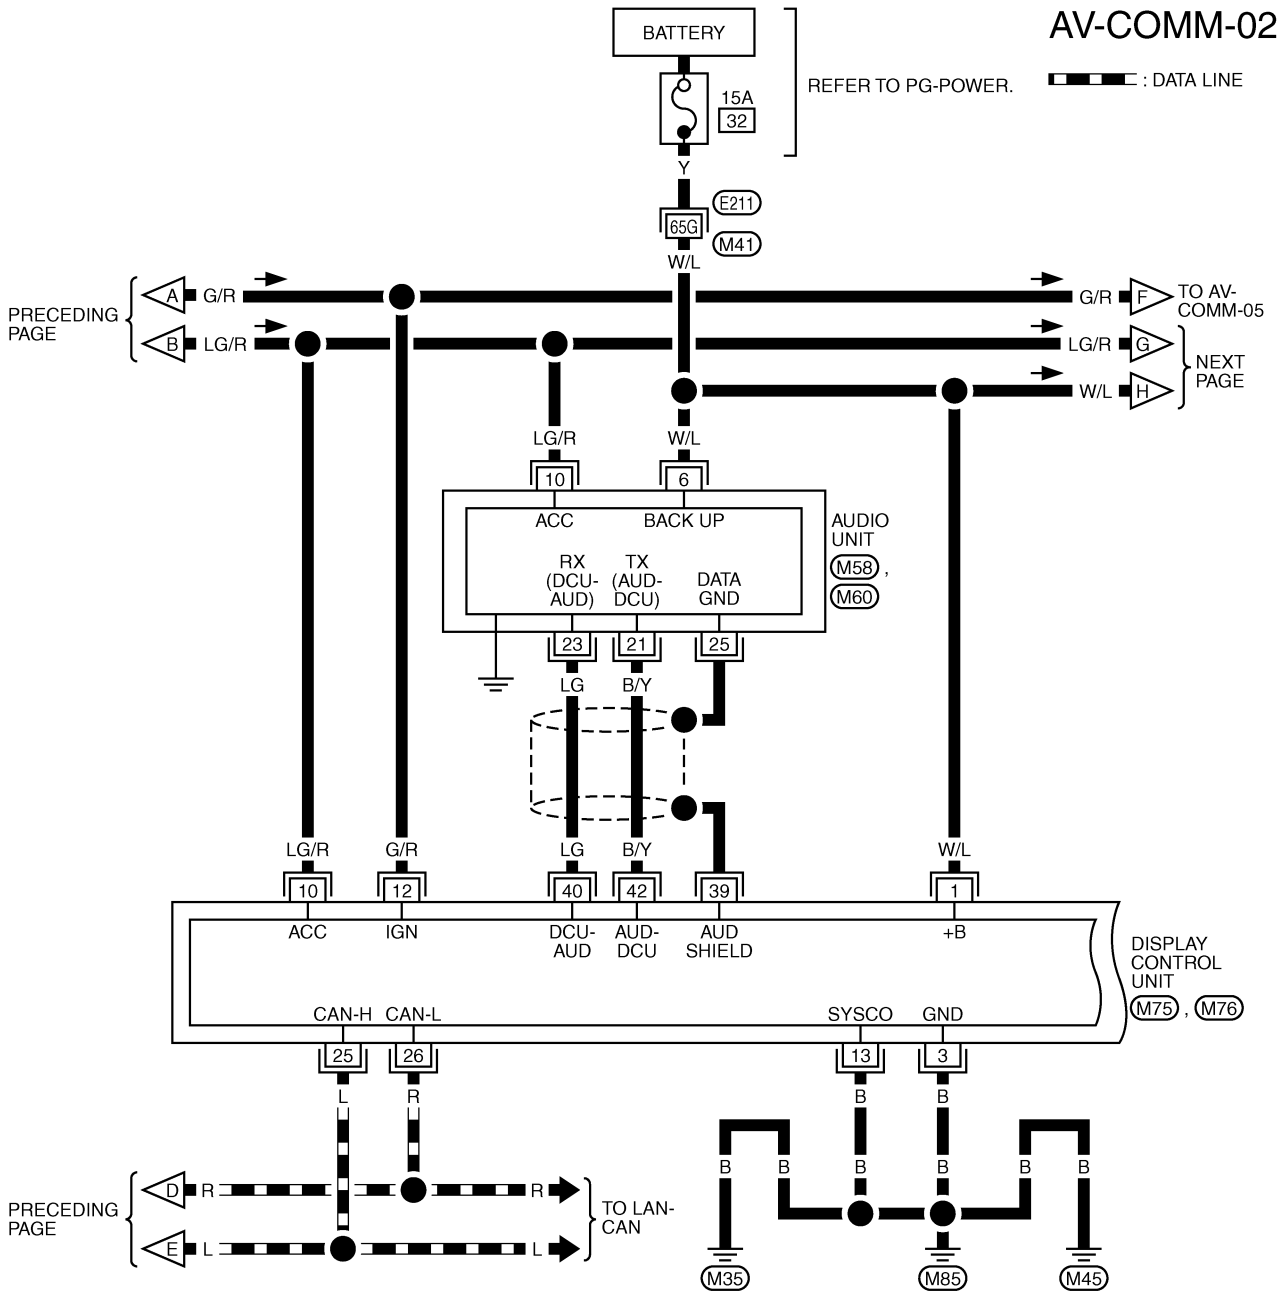 AV-COMM-02
BATTERY
REFER TO PG-POWER.
: DATA LINE
15A
32
Y
E211
65G
M41
W/L
PRECEDING
PAGE
A G/R
G/R F
TO AV-
COMM-05
B LG/R
LG/R G
NEXT
PAGE
W/L H
LG/R
W/L
10
6
ACC
BACK UP
AUDIO
UNIT
M58 ,
M60
RX
(DCU-
AUD)
TX
(AUD-
DCU)
DATA
GND
23
21
25
LG
B/Y
LG/R
G/R
LG
B/Y
W/L
10
12
40
42
39
1
ACC
IGN
DCU-
AUD
AUD-
DCU
AUD
SHIELD
+B
DISPLAY
CONTROL
UNIT
M75 , M76
CAN-H
CAN-L
SYSCO
GND
25
26
13
3
L
R
B
B
B
B
B
B
B
B
PRECEDING
PAGE
D R
R
E L
L
TO LAN-
CAN
M35
M85
M45